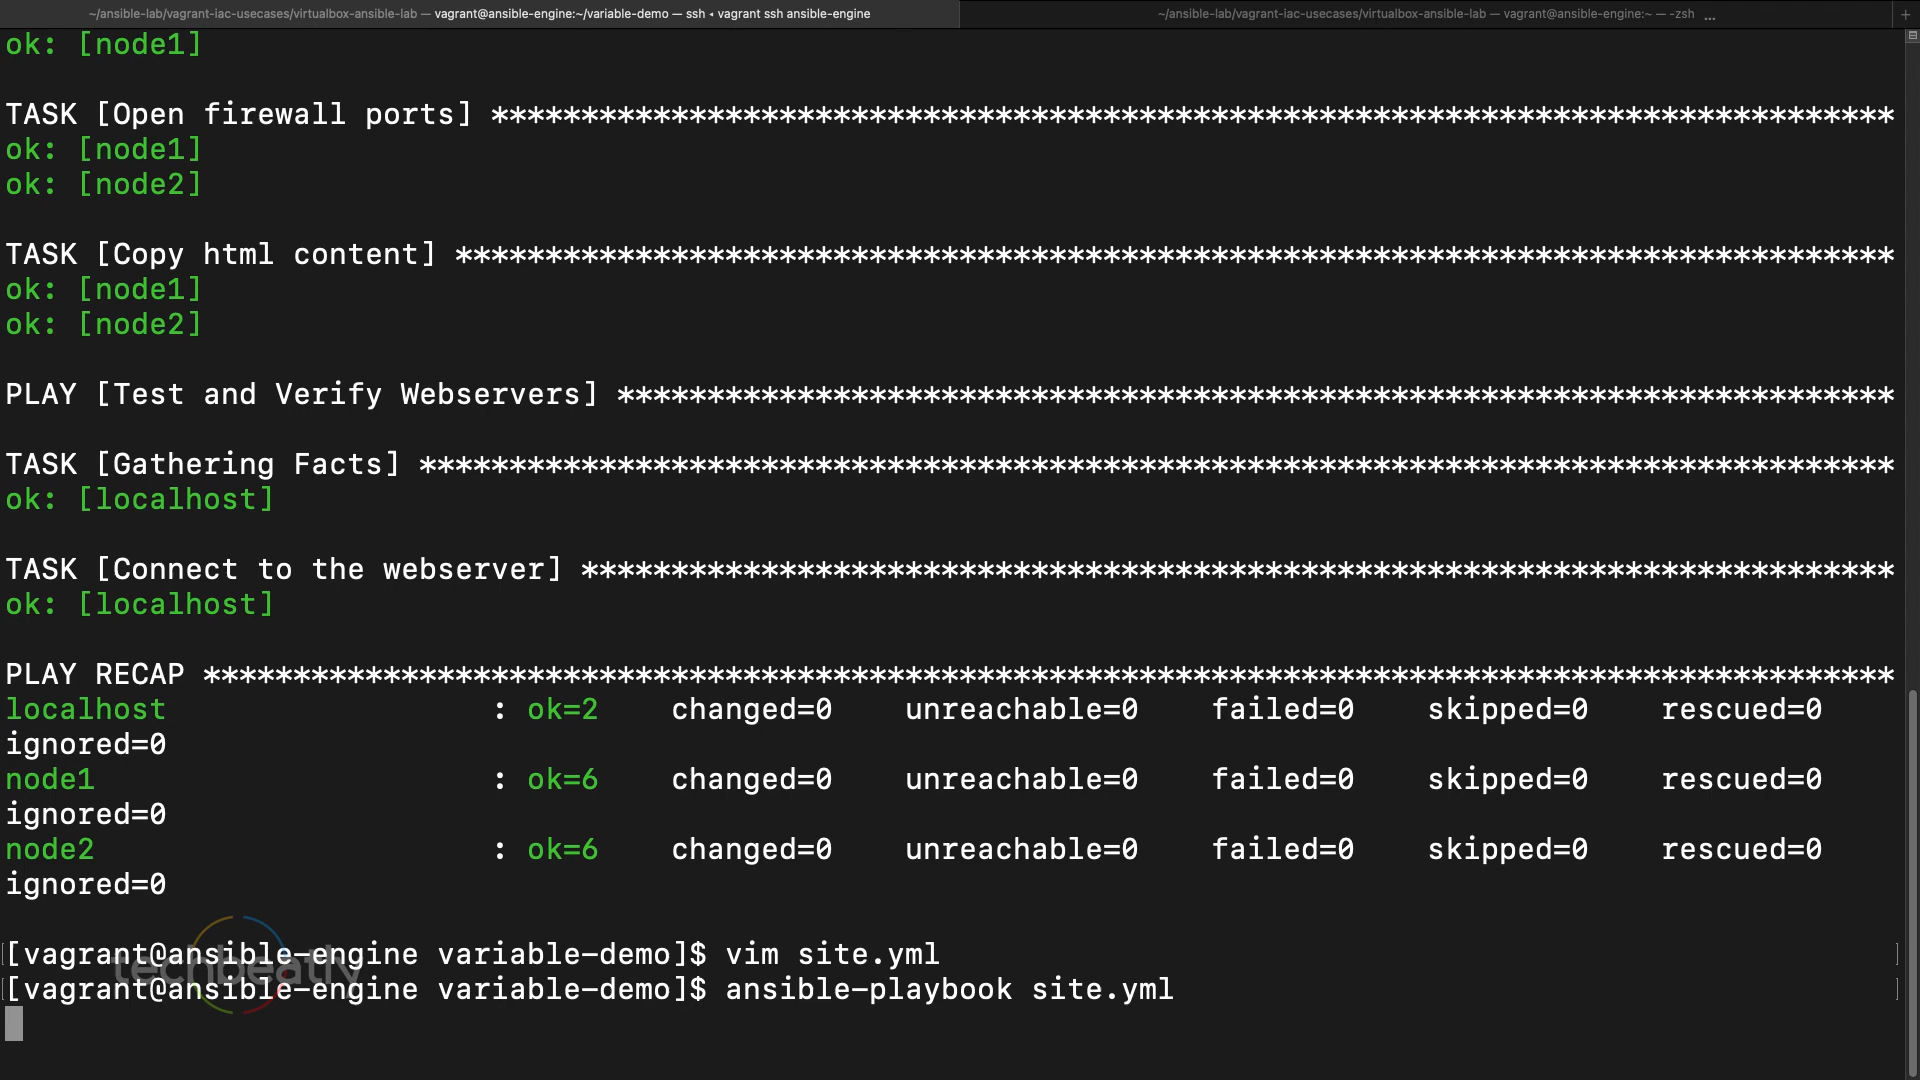 ~/ansible-lab/vagrant-iac-usecases/virtualbox-ansible-lab — vagrant@ansible-engine:~/variable-demo — ssh ◂ vagrant ssh ansible-engine
~/ansible-lab/vagrant-iac-usecases/virtualbox-ansible-lab — vagrant@ansible-engine:~ — -zsh ... +
ok: [node1]
TASK [Open firewall ports] ******************************************************************************
ok: [node1]
ok: [node2]
TASK [Copy html content] ********************************************************************************
ok: [node1]
ok: [node2]
PLAY [Test and Verify Webservers] ***********************************************************************
TASK [Gathering Facts] **********************************************************************************
ok: [localhost]
TASK [Connect to the webserver] *************************************************************************
ok: [localhost]
PLAY RECAP **********************************************************************************************
localhost                  : ok=2    changed=0    unreachable=0    failed=0    skipped=0    rescued=0
ignored=0
node1                      : ok=6    changed=0    unreachable=0    failed=0    skipped=0    rescued=0
ignored=0
node2                      : ok=6    changed=0    unreachable=0    failed=0    skipped=0    rescued=0
ignored=0
[vagrant@ansible-engine variable-demo]$ vim site.yml
[vagrant@ansible-engine variable-demo]$ ansible-playbook site.yml
techbeatly